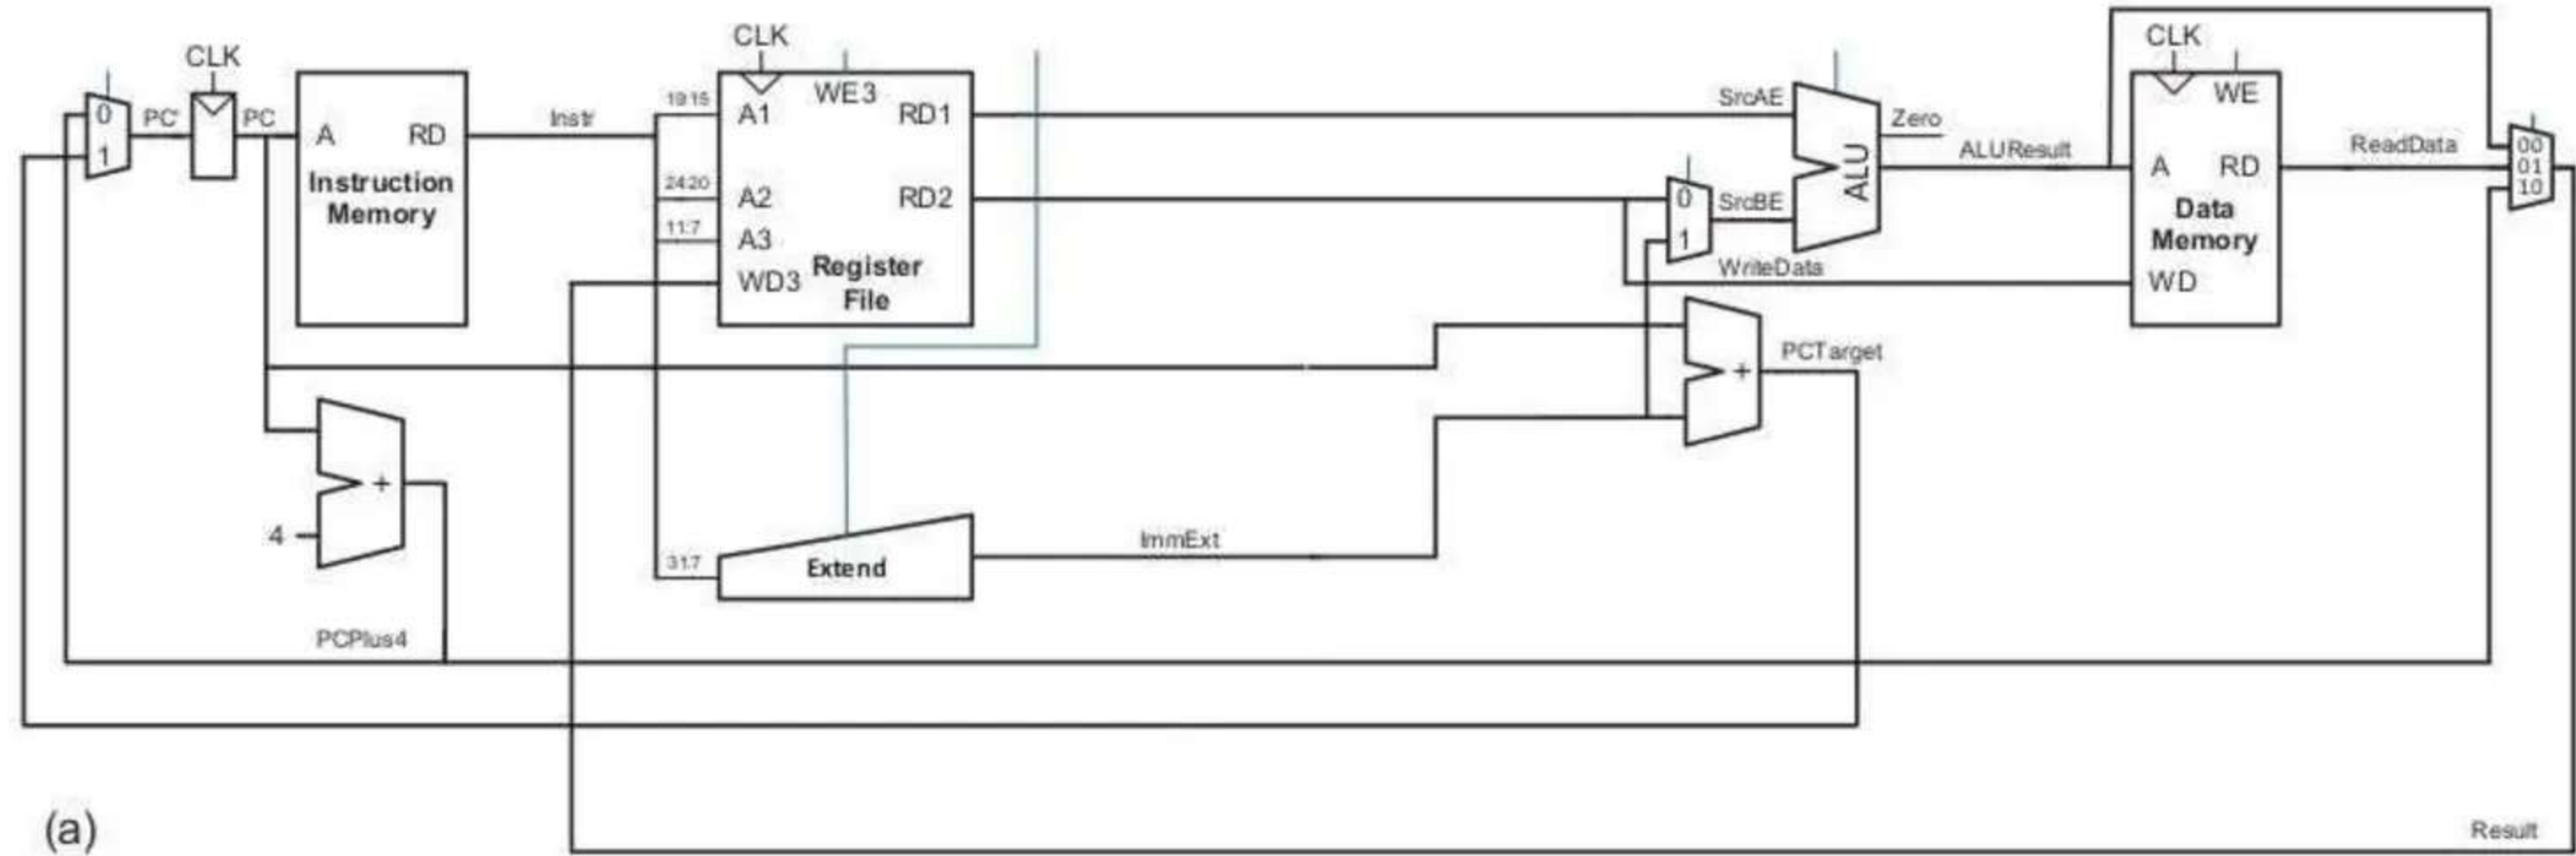 CLK
CLK
CLK
0
1
PC'
PC
A
RD
Instruction
Memory
Instr
19:15
A1
WE3
RD1
24:20
A2
RD2
11:7
A3
WD3
Register
File
SrcAE
0
1
SrcBE
WriteData
ALU
Zero
ALUResult
WE
A
RD
Data
Memory
WD
ReadData
00
01
10
+
PCTarget
+
4
31:7
Extend
ImmExt
PCPlus4
Result
(a)